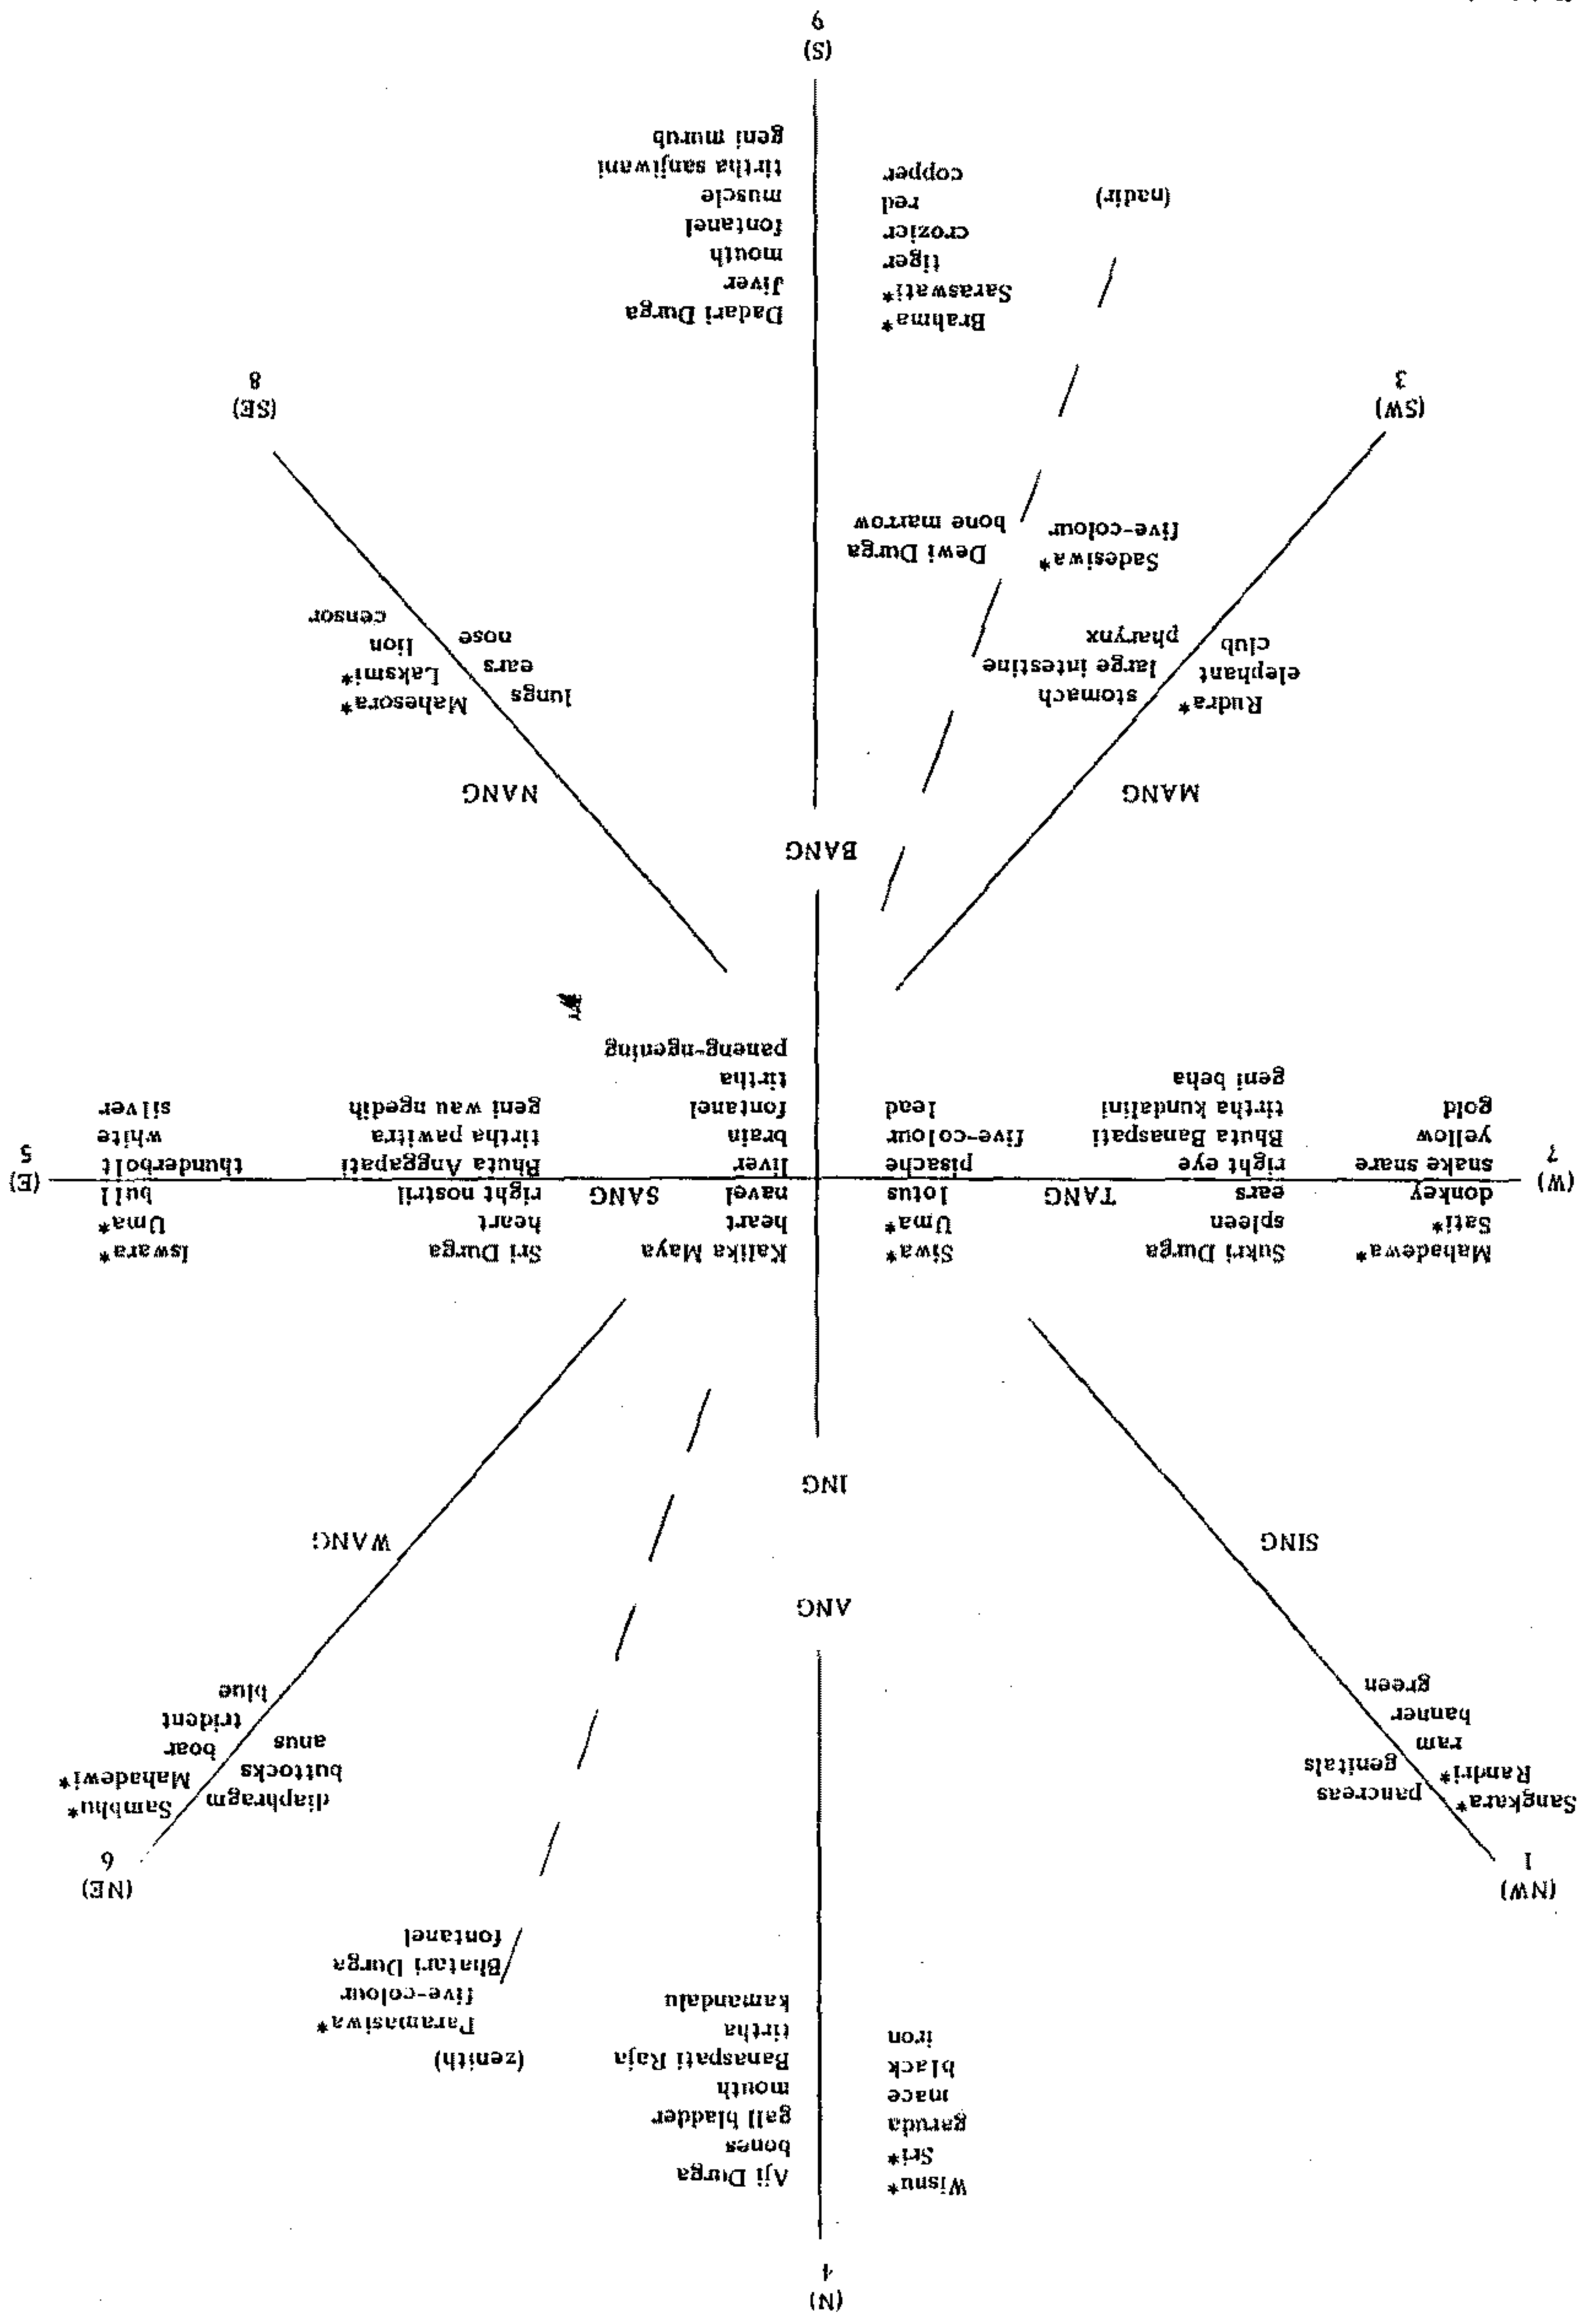 (N)
4
Wisnu*
Sri*
garuda
mace
black
iron
Aji Durga
bones
gall bladder
mouth
Banaspati Raja
tirtha
kamandalu
(zenith)
Paramasiwa*
five-colour
Bhatari Durga
fontanel
(NW)
1
Sangkara*
Randri*
ram
banner
green
pancreas
genitals
SING
(NE)
6
diaphragm
buttocks
anus
Sambhu*
Mahadewi*
boar
trident
blue
WANG
ANG
ING
(W)
7
Mahadewa*
Sati*
donkey
snake snare
yellow
gold
Sukri Durga
spleen
ears
right eye
Bhuta Banaspati
tirtha kundalini
geni beha
TANG
Siwa*
Uma*
lotus
pisache
five-colour
lead
Kalika Maya
heart
navel
liver
brain
fontanel
tirtha
paneng-ngening
SANG
Sri Durga
heart
right nostril
Bhuta Anggapati
tirtha pawitra
geni wau ngedih
Iswara*
Uma*
bull
thunderbolt
white
silver
(E)
5
BANG
MANG
Rudra*
elephant
club
stomach
large intestine
pharynx
(SW)
3
Sadesiwa*
five-colour
Dewi Durga
bone marrow
(nadir)
NANG
lungs
ears
nose
Mahesora*
Laksmi*
lion
censor
(SE)
8
Brahma*
Saraswati*
tiger
crozier
red
copper
Dadari Durga
liver
mouth
fontanel
muscle
tirtha sanjiwani
geni murub
(S)
9